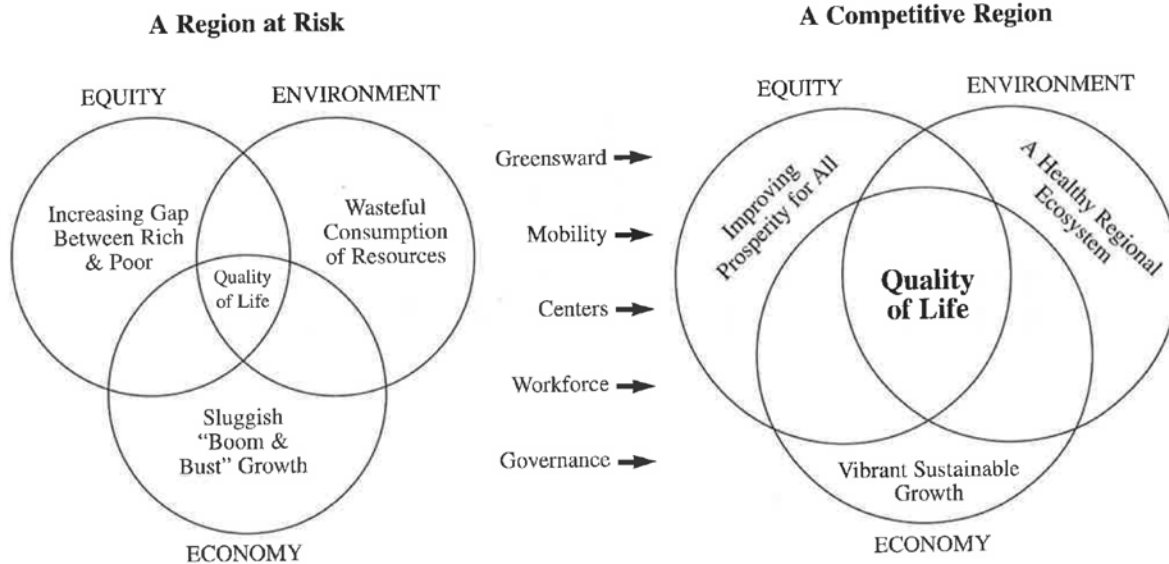 A Region at Risk
EQUITY
ENVIRONMENT
Increasing Gap
Between Rich
& Poor
Wasteful
Consumption
of Resources
Quality
of Life
Sluggish
“Boom &
Bust” Growth
ECONOMY
Greensward
Mobility
Centers
Workforce
Governance
A Competitive Region
EQUITY
ENVIRONMENT
Improving
Prosperity for All
A Healthy Regional
Ecosystem
Quality
of Life
Vibrant Sustainable
Growth
ECONOMY